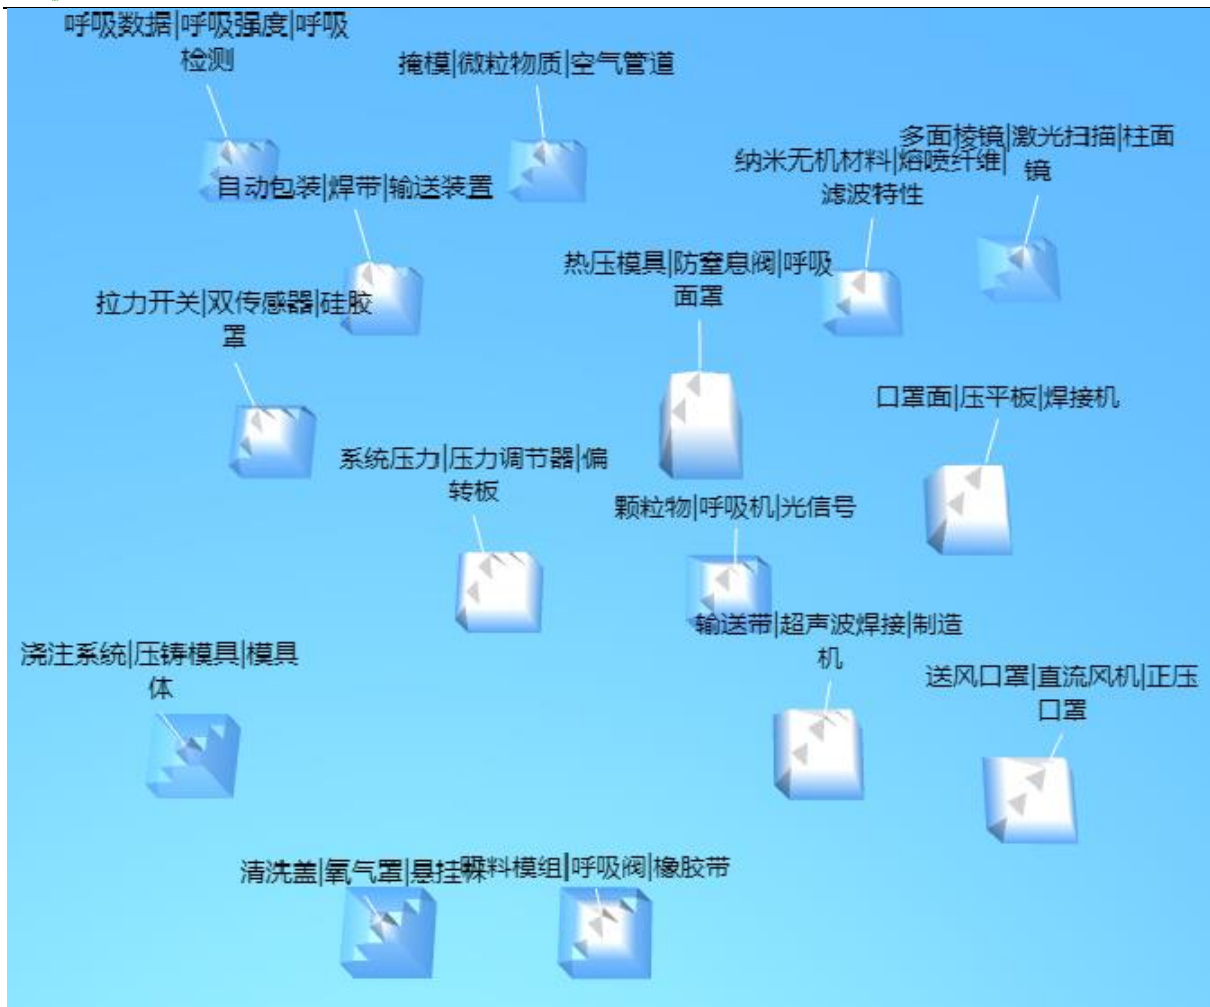 呼吸数据|呼吸强度|呼吸
检测
掩模|微粒物质|空气管道
多面棱镜|激光扫描|柱面
镜
纳米无机材料|熔喷纤维|
滤波特性
自动包装|焊带|输送装置
热压模具|防窒息阀|呼吸
面罩
拉力开关|双传感器|硅胶
罩
口罩面|压平板|焊接机
系统压力|压力调节器|偏
转板
颗粒物|呼吸机|光信号
输送带|超声波焊接|制造
机
浇注系统|压铸模具|模具
体
送风口罩|直流风机|正压
口罩
清洗盖|氧气罩|悬挂
料模组|呼吸阀|橡胶带